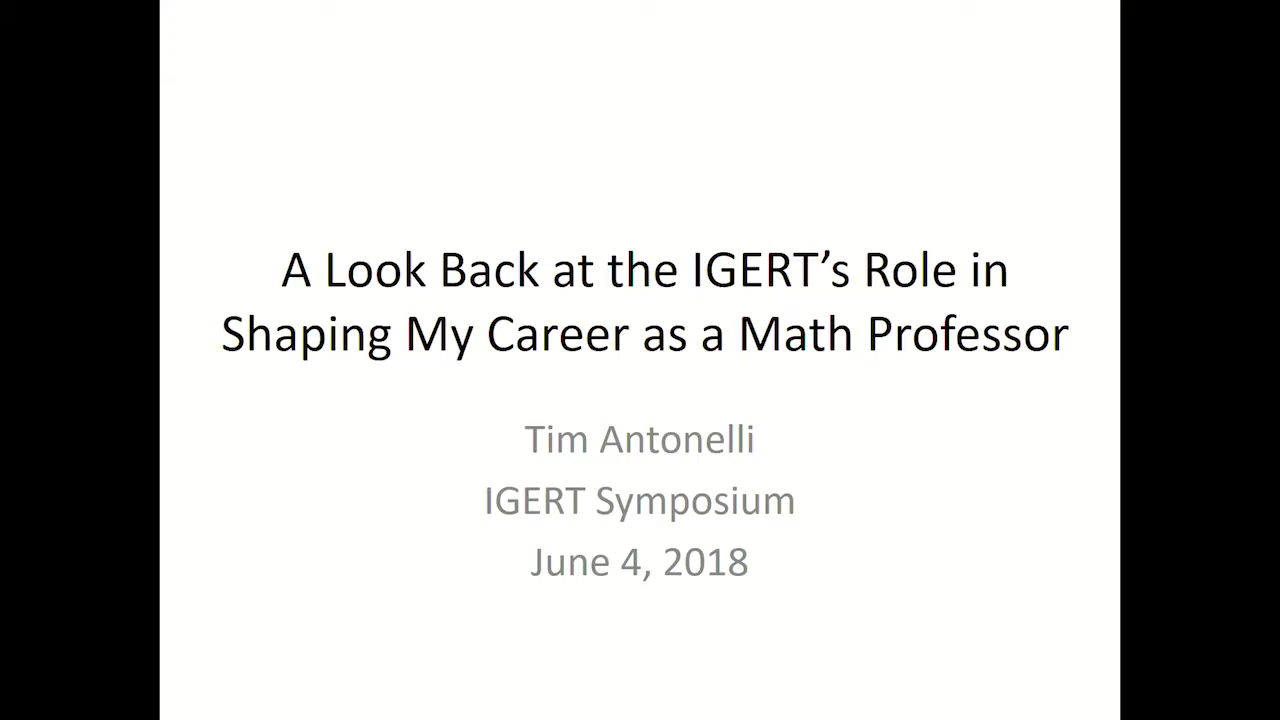 A Look Back at the IGERT’s Role in
Shaping My Career as a Math Professor
Tim Antonelli
IGERT Symposium
June 4, 2018